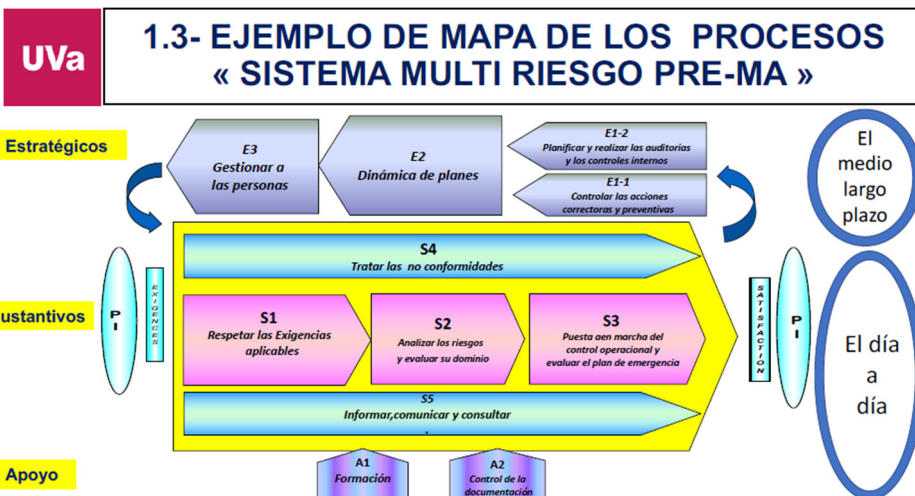 UVa
1.3- EJEMPLO DE MAPA DE LOS PROCESOS
« SISTEMA MULTI RIESGO PRE-MA »
Estratégicos
E3
Gestionar a
las personas
E2
Dinámica de planes
E1-2
Planificar y realizar las auditorias
y los controles internos
E1-1
Controlar las acciones
correctoras y preventivas
El
medio
largo
plazo
S4
Tratar las no conformidades
ustantivos
PI
EXIGENCES
S1
Respetar las Exigencias
aplicables
S2
Analizar los riesgos
y evaluar su dominio
S3
Puesta aen marcha del
control operacional y
evaluar el plan de emergencia
SATISFACTION
PI
El día
a
día
S5
Informar,comunicar y consultar
.
Apoyo
A1
Formación
A2
Control de la
documentación